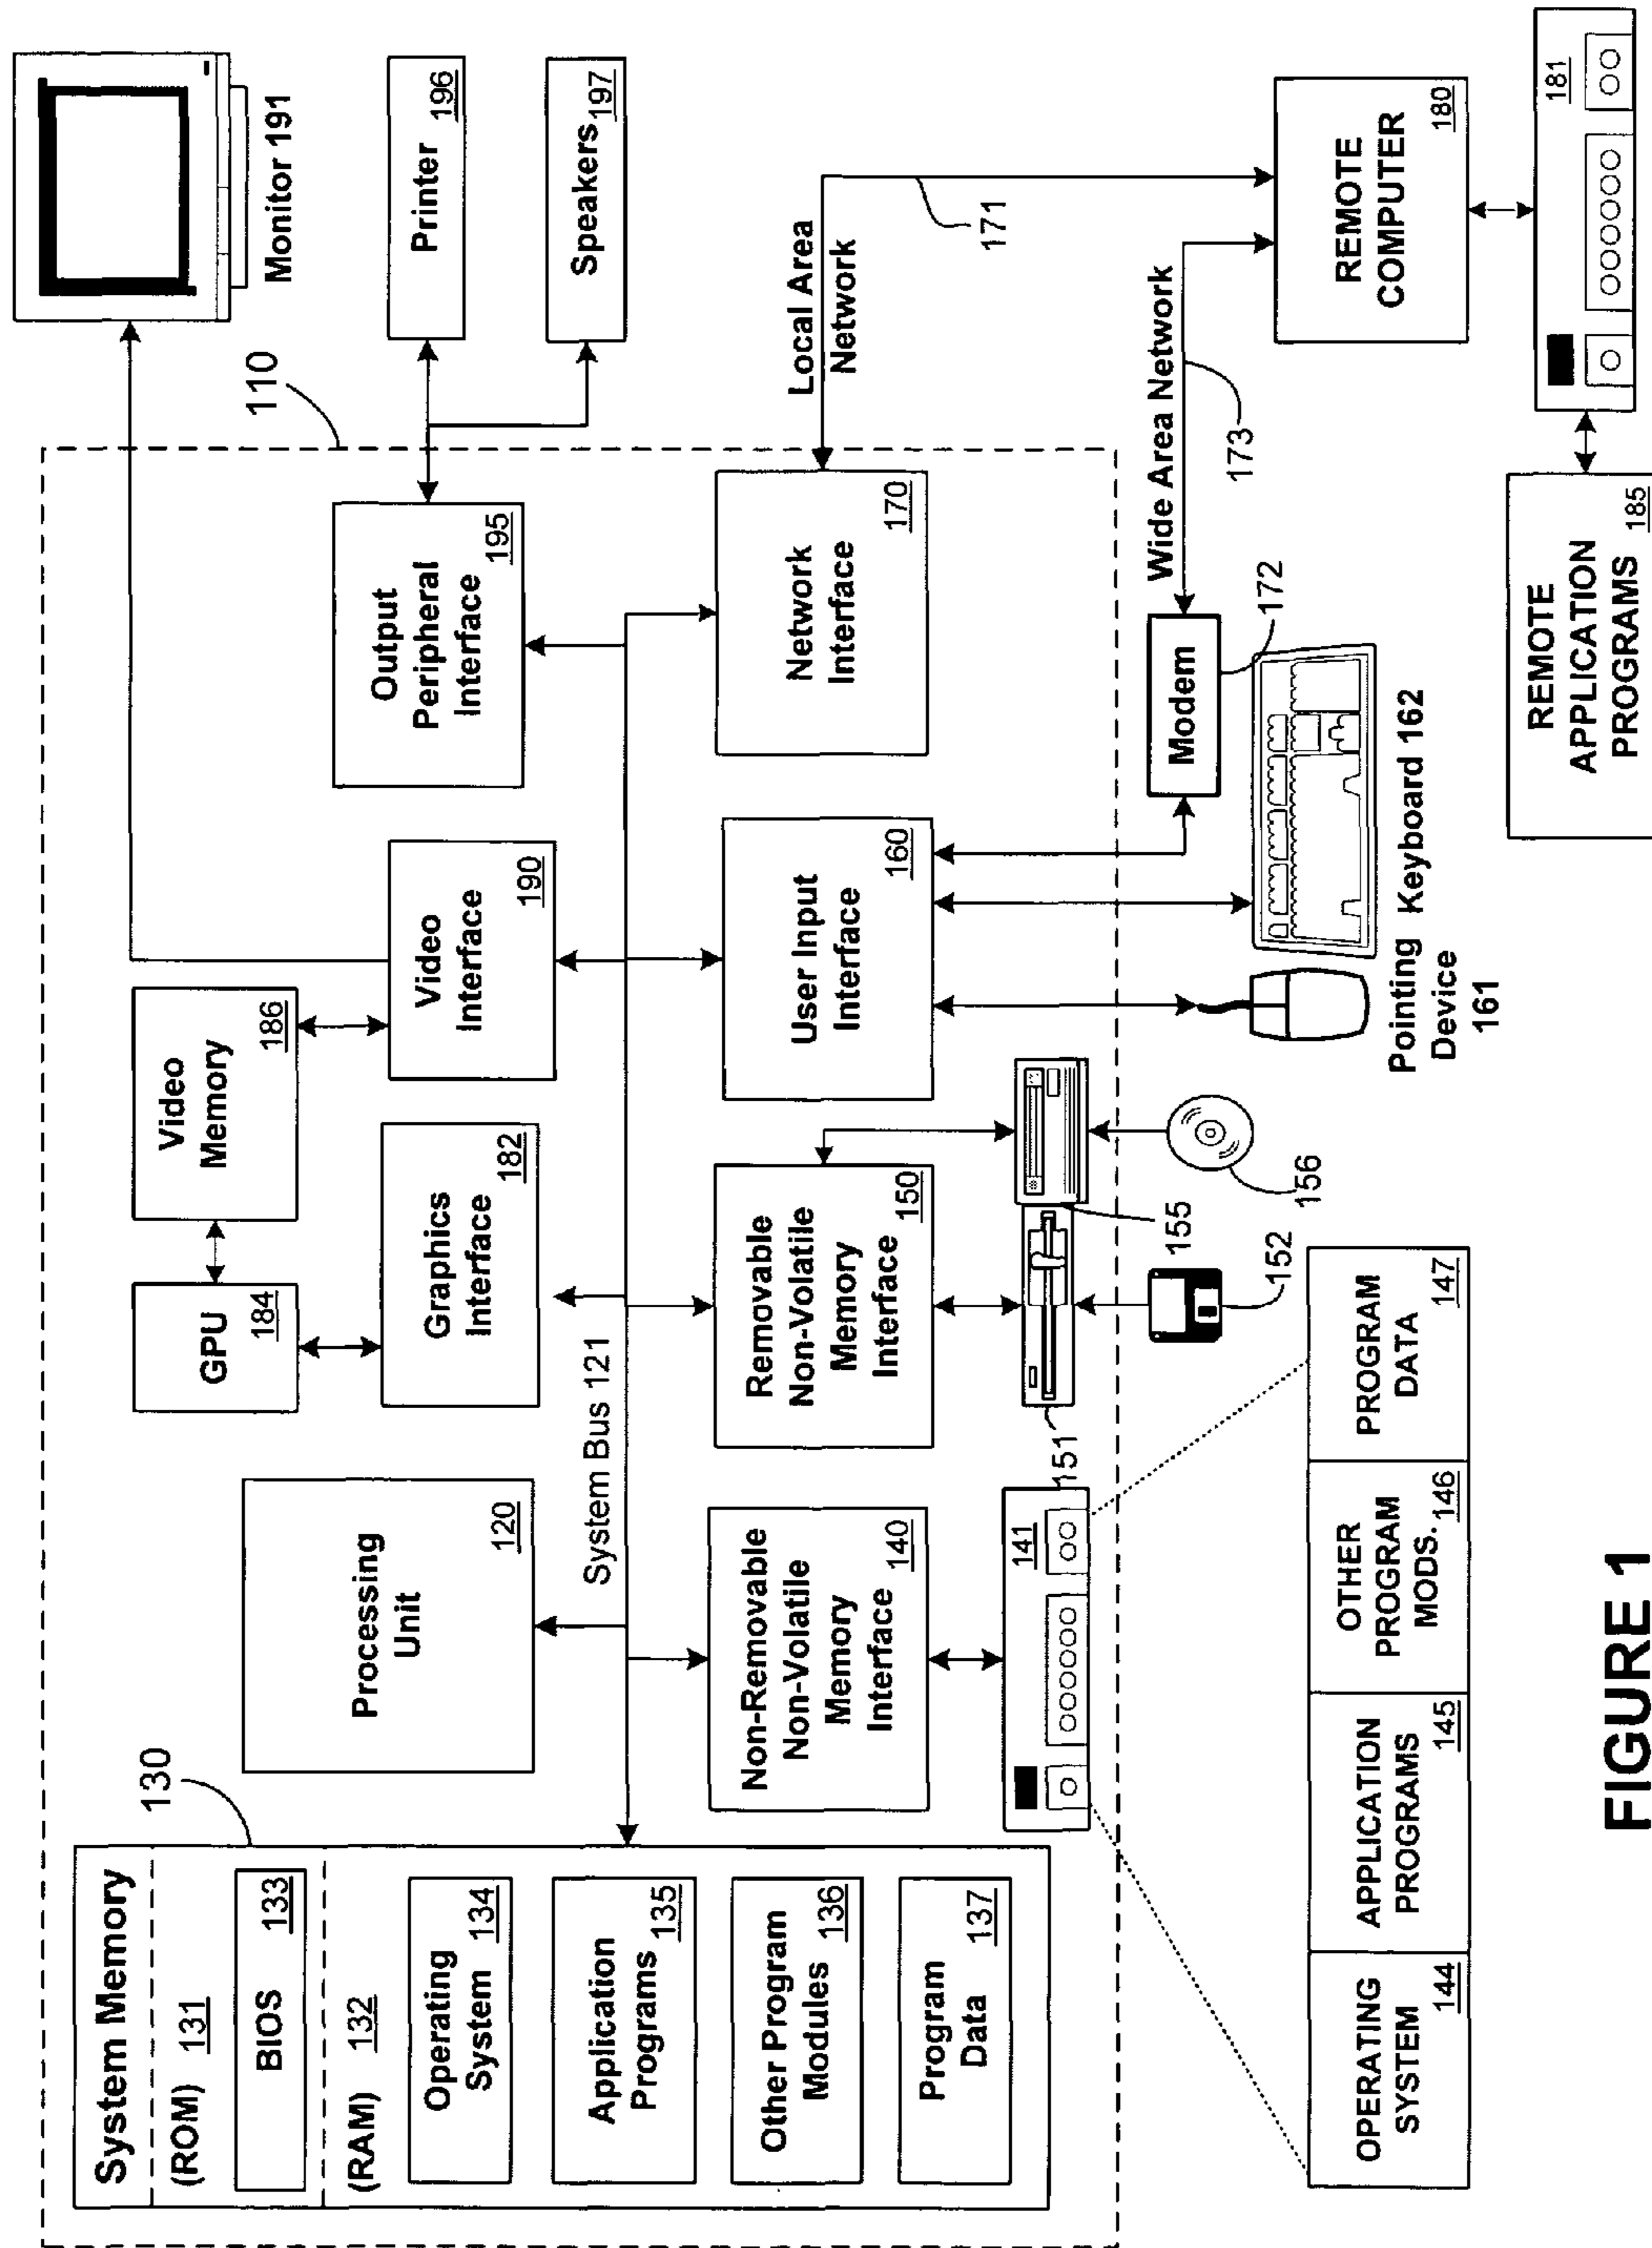 110
System Memory
(ROM) 131
BIOS 133
(RAM) 132
Operating
System 134
Application
Programs 135
Other Program
Modules 136
Program
Data 137
130
Processing
Unit
120
GPU
184
Video
Memory
186
Graphics
Interface
182
Video
Interface
190
Output
Peripheral
Interface 195
System Bus 121
Non-Removable
Non-Volatile
Memory
Interface 140
Removable
Non-Volatile
Memory
Interface 150
User Input
Interface
160
Network
Interface
170
Monitor 191
Printer
196
Speakers 197
Local Area
Network
171
Wide Area Network
173
Modem
172
141
151
155
152
156
Pointing
Device
161
Keyboard 162
OPERATING
SYSTEM
144
APPLICATION
PROGRAMS
145
OTHER
PROGRAM
MODS. 146
PROGRAM
DATA
147
REMOTE
COMPUTER
180
181
REMOTE
APPLICATION
PROGRAMS 185
FIGURE 1